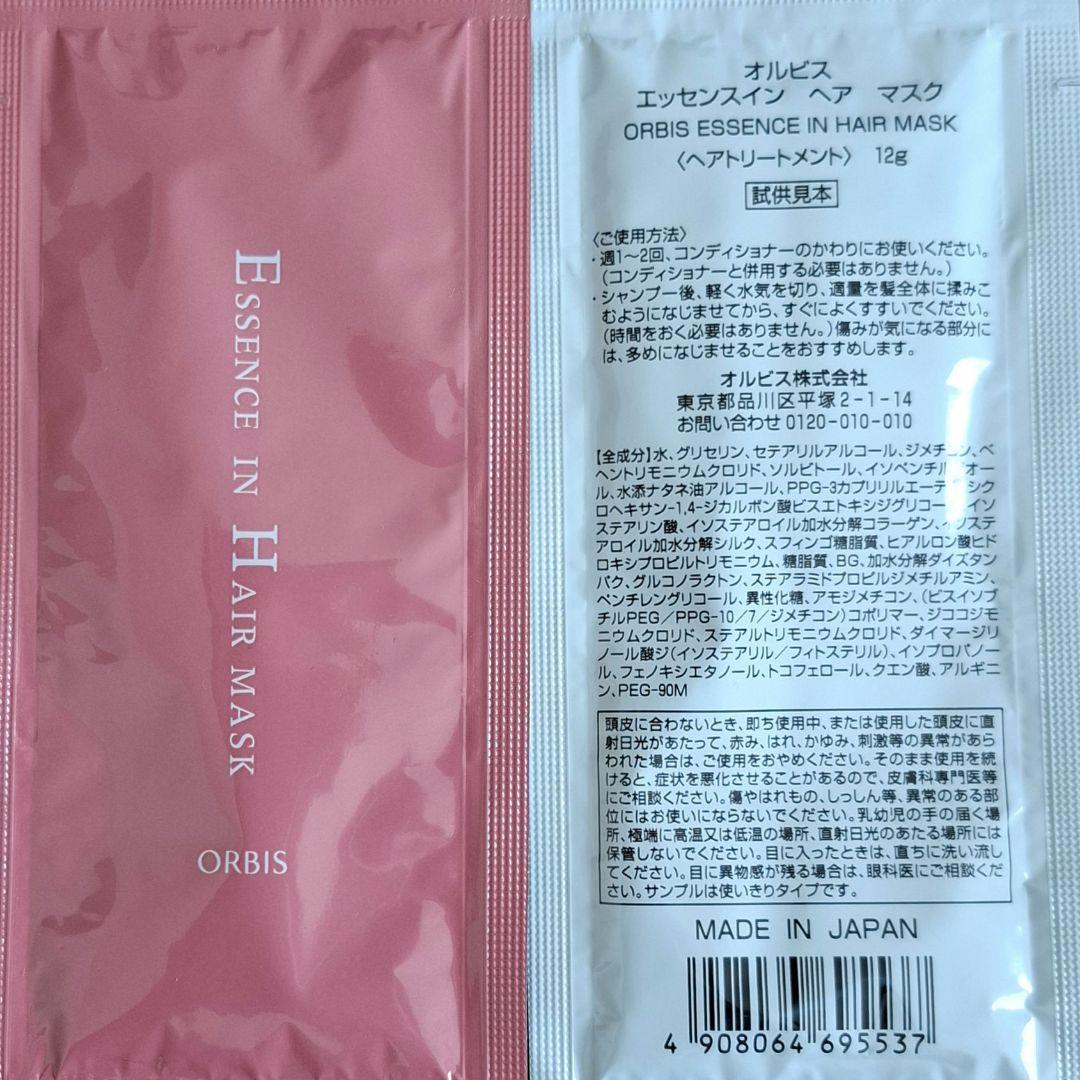 ESSENCE IN HAIR MASK
ORBIS
オルビス
エッセンスイン ヘア マスク
ORBIS ESSENCE IN HAIR MASK
〈ヘアトリートメント〉 12g
試供見本
〈ご使用方法〉
・週1～2回、コンディショナーのかわりにお使いください。
(コンディショナーと併用する必要はありません。)
・シャンプー後、軽く水気を切り、適量を髪全体に揉みこ
むようになじませてから、すぐによくすすいでください。
(時間をおく必要はありません。)傷みが気になる部分に
は、多めになじませることをおすすめします。
オルビス株式会社
東京都品川区平塚2-1-14
お問い合わせ0120-010-010
【全成分】水、グリセリン、セテアリルアルコール、ジメチコン、ベ
ヘントリモニウムクロリド、ソルビトール、イソペンチルジオー
ル、水添ナタネ油アルコール、PPG-3カプリリルエーテル、シク
ロヘキサン-1,4-ジカルボン酸ビスエトキシジグリコール、イソ
ステアリン酸、イソステアロイル加水分解コラーゲン、イソステ
アロイル加水分解シルク、スフィンゴ糖脂質、ヒアルロン酸ヒド
ロキシプロピルトリモニウム、糖脂質、BG、加水分解ダイズタン
パク、グルコノラクトン、ステアラミドプロピルジメチルアミン、
ペンチレングリコール、異性化糖、アモジメチコン、(ビスイソブ
チルPEG/PPG-10/7/ジメチコン)コポリマー、ジココジモ
ニウムクロリド、ステアルトリモニウムクロリド、ダイマージリ
ノール酸ジ(イソステアリル/フィトステリル)、イソプロパノー
ル、フェノキシエタノール、トコフェロール、クエン酸、アルギニ
ン、PEG-90M
頭皮に合わないとき、即ち使用中、または使用した頭皮に直
射日光があたって、赤み、はれ、かゆみ、刺激等の異常があら
われた場合は、ご使用をおやめください。そのまま使用を続
けると、症状を悪化させることがあるので、皮膚科専門医等
にご相談ください。傷やはれもの、しっしん等、異常のある部
位にはお使いにならないでください。乳幼児の手の届く場
所、極端に高温又は低温の場所、直射日光のあたる場所には
保管しないでください。目に入ったときは、直ちに洗い流し
てください。目に異物感が残る場合は、眼科医にご相談くだ
さい。サンプルは使いきりタイプです。
MADE IN JAPAN
4 908064 695537